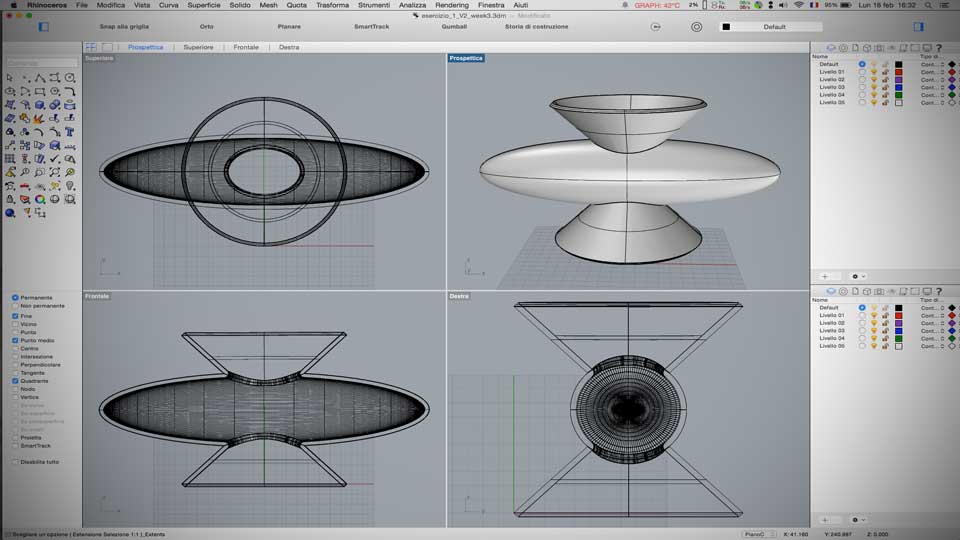 Rhinoceros File Modifica Vista Curva Superficie Solido Mesh Quota Trasforma Strumenti Analizza Rendering Finestra Aiuto GRAPH: 42°C 2% 95% Lun 16 feb 16:32
esercizio_1_V2_week3.3dm — Modificato
Snap alla griglia Orto Planare SmartTrack Gumball Storia di costruzione Default
Prospettica Superiore Frontale Destra
Comando
Superiore
Prospettica
Frontale
Destra
Permanente
Non permanente
Fine
Vicino
Punto
Punto medio
Centro
Intersezione
Perpendicolare
Tangente
Quadrante
Nodo
Vertice
Proietta
SmartTrack
Disabilita tutto
Nome Tipo di...
Default Cont...
Livello 01 Cont...
Livello 02 Cont...
Livello 03 Cont...
Livello 04 Cont...
Livello 05 Cont...
Nome Tipo di...
Default Cont...
Livello 01 Cont...
Livello 02 Cont...
Livello 03 Cont...
Livello 04 Cont...
Livello 05 Cont...
Scegliere un opzione ( Estensione Selezione 1:1 )_Extents PianoC X: 41.160 Y: 240.997 Z: 0.000